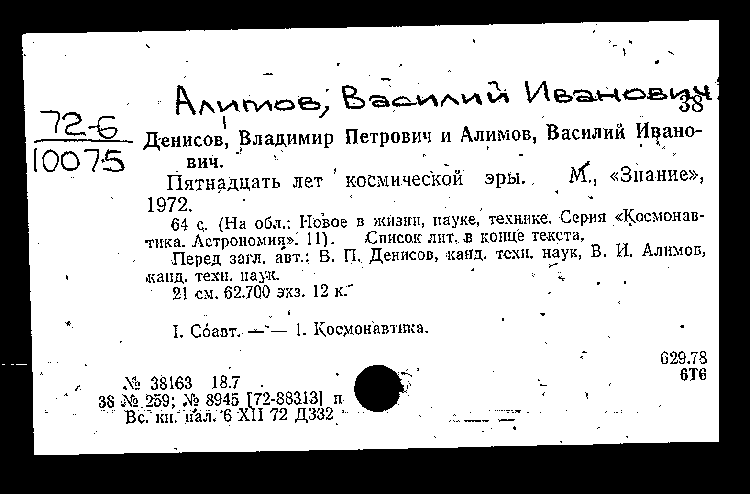 Алимов, Василий Иванович
38
72-6
10075
Денисов, Владимир Петрович и Алимов, Василий Ивано-
вич.
Пятнадцать лет космической эры. М., «Знание»,
1972.
64 с. (На обл.: Новое в жизни, науке, технике. Серия «Космонав-
тика. Астрономия». 11). Список лит. в конце текста.
Перед загл. авт.: В. П. Денисов, канд. техн. наук, В. И. Алимов,
канд. техн. наук.
21 см. 62.700 экз. 12 к.
I. Соавт. — — 1. Космонавтика.
629.78
6Т6
№ 38163 18.7
36 № 259; № 8945 [72-88313] п
Вс. кн. пал. 6 XII 72 Д332